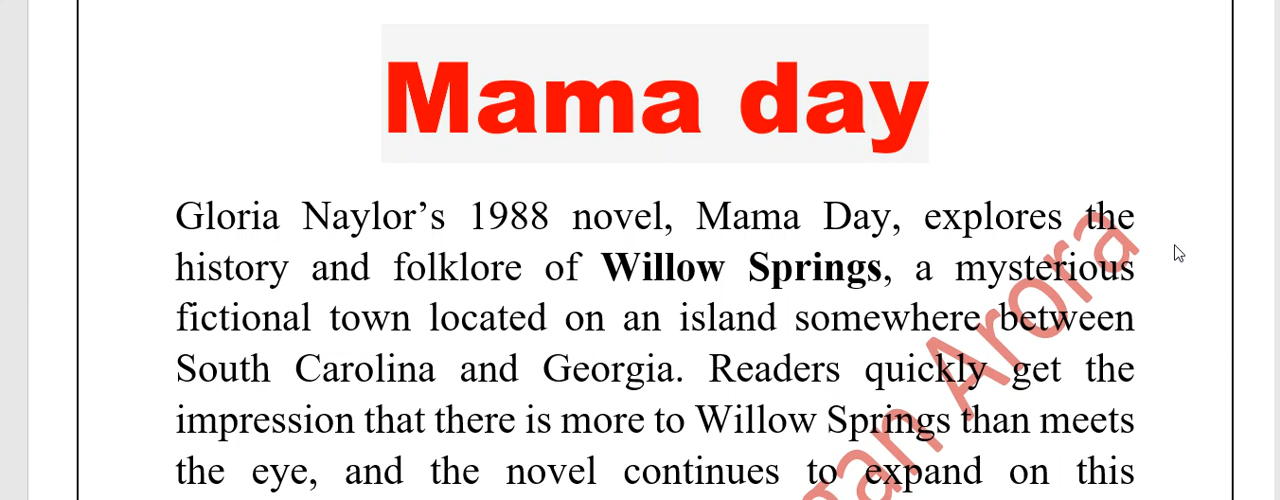 Mama day
Gloria Naylor’s 1988 novel, Mama Day, explores the
history and folklore of Willow Springs, a mysterious
fictional town located on an island somewhere between
South Carolina and Georgia. Readers quickly get the
impression that there is more to Willow Springs than meets
the eye, and the novel continues to expand on this
Arora